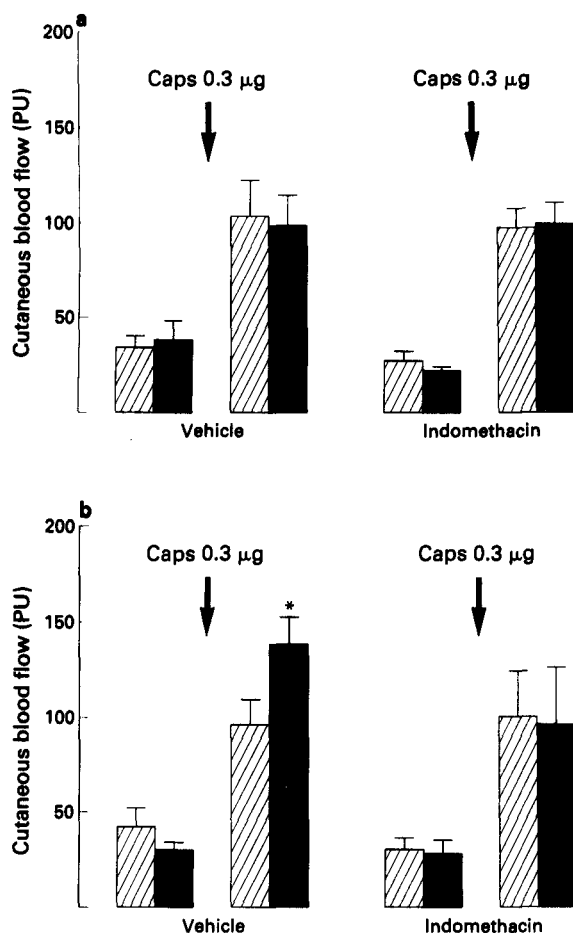 a
200
Caps 0.3 μg
Caps 0.3 μg
150
100
50
Cutaneous blood flow (PU)
Vehicle
Indomethacin
b
200
Caps 0.3 μg
Caps 0.3 μg
*
150
100
50
Cutaneous blood flow (PU)
Vehicle
Indomethacin